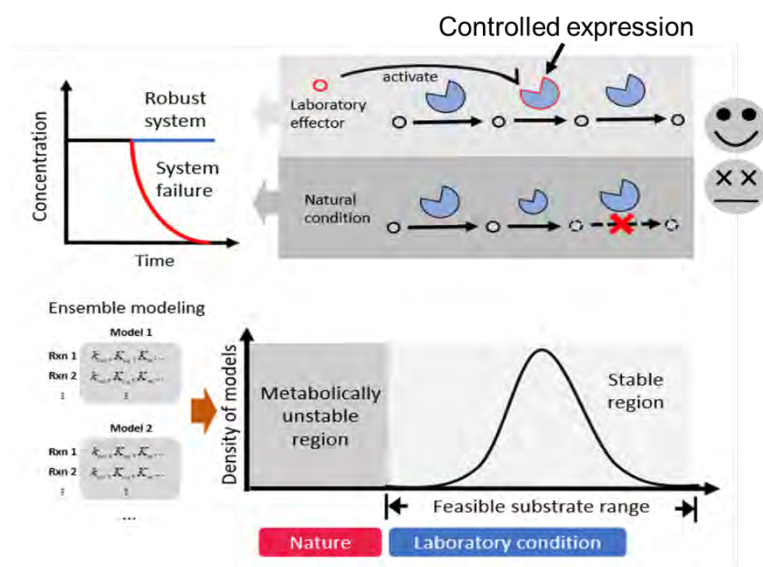 Controlled expression
activate
Laboratory
effector
Robust
system
System
failure
Concentration
Time
Natural
condition
Ensemble modeling
Model 1
Rxn 1
Rxn 2
Model 2
Rxn 1
Rxn 2
...
Density of models
Metabolically
unstable
region
Stable
region
Feasible substrate range
Nature
Laboratory condition